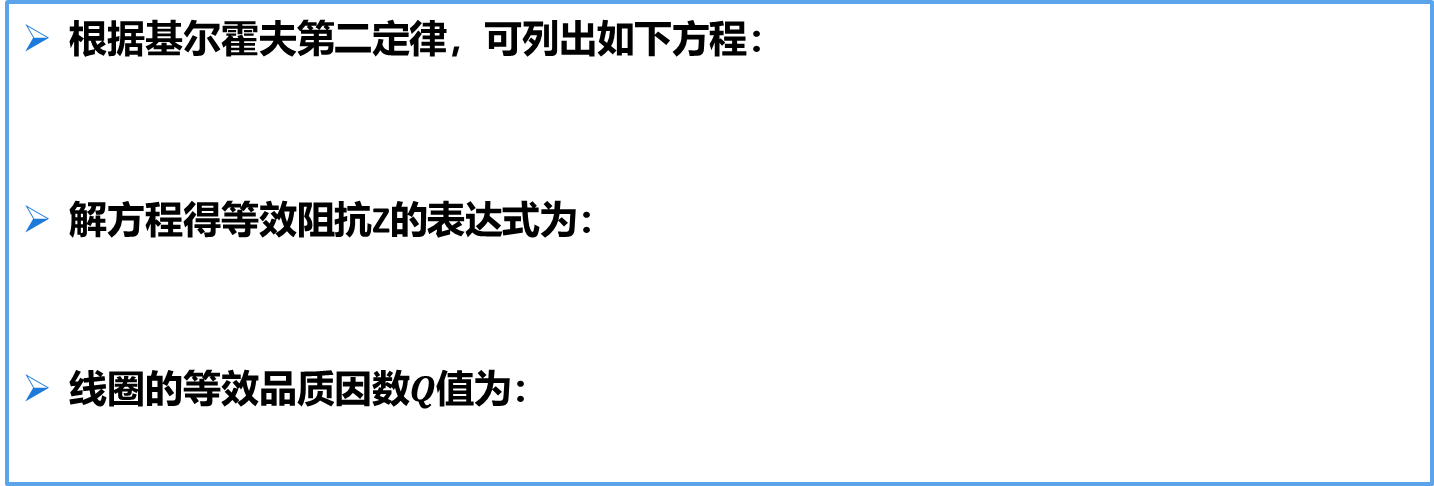 根据基尔霍夫第二定律，可列出如下方程：
解方程得等效阻抗Z的表达式为：
线圈的等效品质因数Q值为：